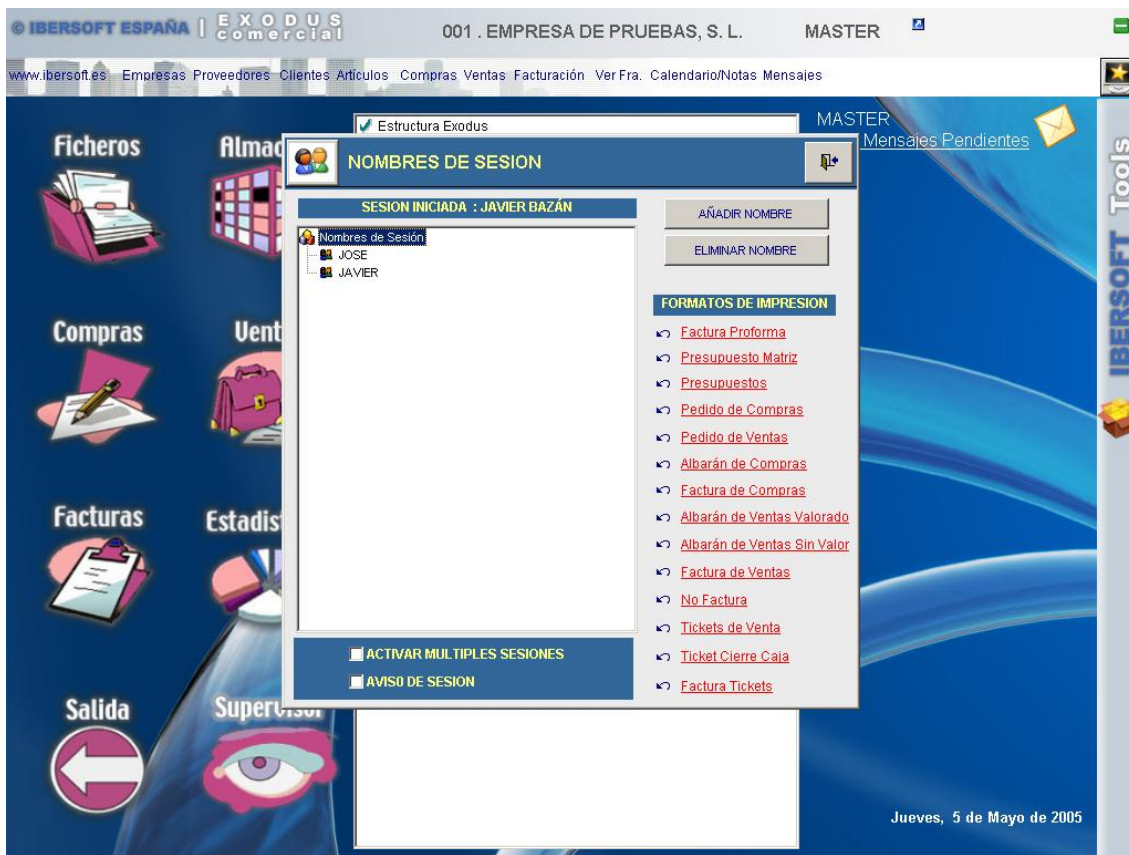 © IBERSOFT ESPAÑA | EXODUS comercial 001 . EMPRESA DE PRUEBAS, S. L. MASTER
www.ibersoft.es Empresas Proveedores Clientes Artículos Compras Ventas Facturación Ver Fra. Calendario/Notas Mensajes
Estructura Exodus
MASTER
Mensajes Pendientes
Ficheros
Compras
Facturas
Estadis
Salida
Supervisor
NOMBRES DE SESION
SESION INICIADA : JAVIER BAZÁN
Nombres de Sesión
JOSE
JAVIER
ACTIVAR MULTIPLES SESIONES
AVISO DE SESION
AÑADIR NOMBRE
ELIMINAR NOMBRE
FORMATOS DE IMPRESION
Factura Proforma
Presupuesto Matriz
Presupuestos
Pedido de Compras
Pedido de Ventas
Albarán de Compras
Factura de Compras
Albarán de Ventas Valorado
Albarán de Ventas Sin Valor
Factura de Ventas
No Factura
Tickets de Venta
Ticket Cierre Caja
Factura Tickets
IBERSOFT Tools
Jueves, 5 de Mayo de 2005